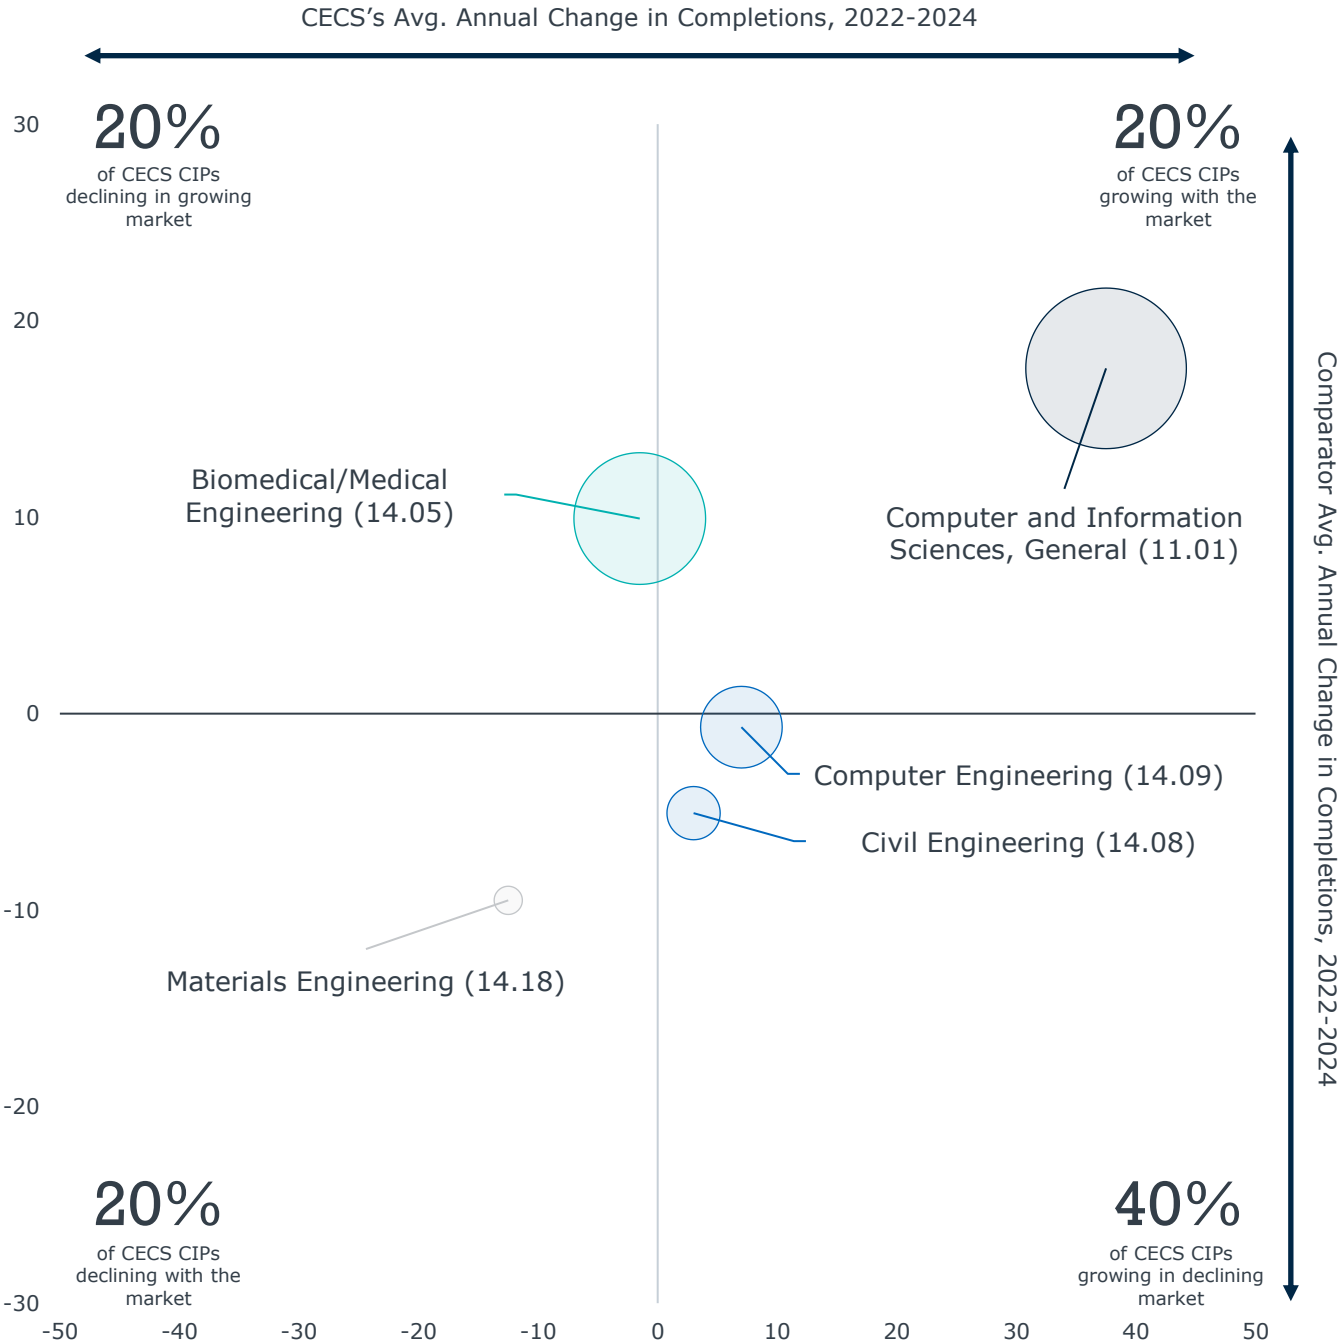 CECS’s Avg. Annual Change in Completions, 2022-2024
20%
of CECS CIPs
declining in growing
market
20%
of CECS CIPs
growing with the
market
30
20
10
0
-10
-20
-30
Biomedical/Medical
Engineering (14.05)
Computer and Information
Sciences, General (11.01)
Computer Engineering (14.09)
Civil Engineering (14.08)
Materials Engineering (14.18)
Comparator Avg. Annual Change in Completions, 2022-2024
20%
of CECS CIPs
declining with the
market
40%
of CECS CIPs
growing in declining
market
-50
-40
-30
-20
-10
0
10
20
30
40
50